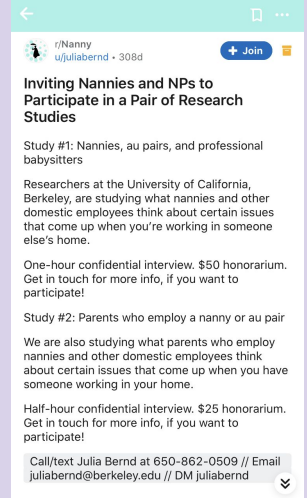 r/Nanny
u/juliabernd • 308d
Join
Inviting Nannies and NPs to
Participate in a Pair of Research
Studies
Study #1: Nannies, au pairs, and professional
babysitters
Researchers at the University of California,
Berkeley, are studying what nannies and other
domestic employees think about certain issues
that come up when you're working in someone
else's home.
One-hour confidential interview. $50 honorarium.
Get in touch for more info, if you want to
participate!
Study #2: Parents who employ a nanny or au pair
We are also studying what parents who employ
nannies and other domestic employees think
about certain issues that come up when you have
someone working in your home.
Half-hour confidential interview. $25 honorarium.
Get in touch for more info, if you want to
participate!
Call/text Julia Bernd at 650-862-0509 // Email
juliabernd@berkeley.edu // DM juliabernd